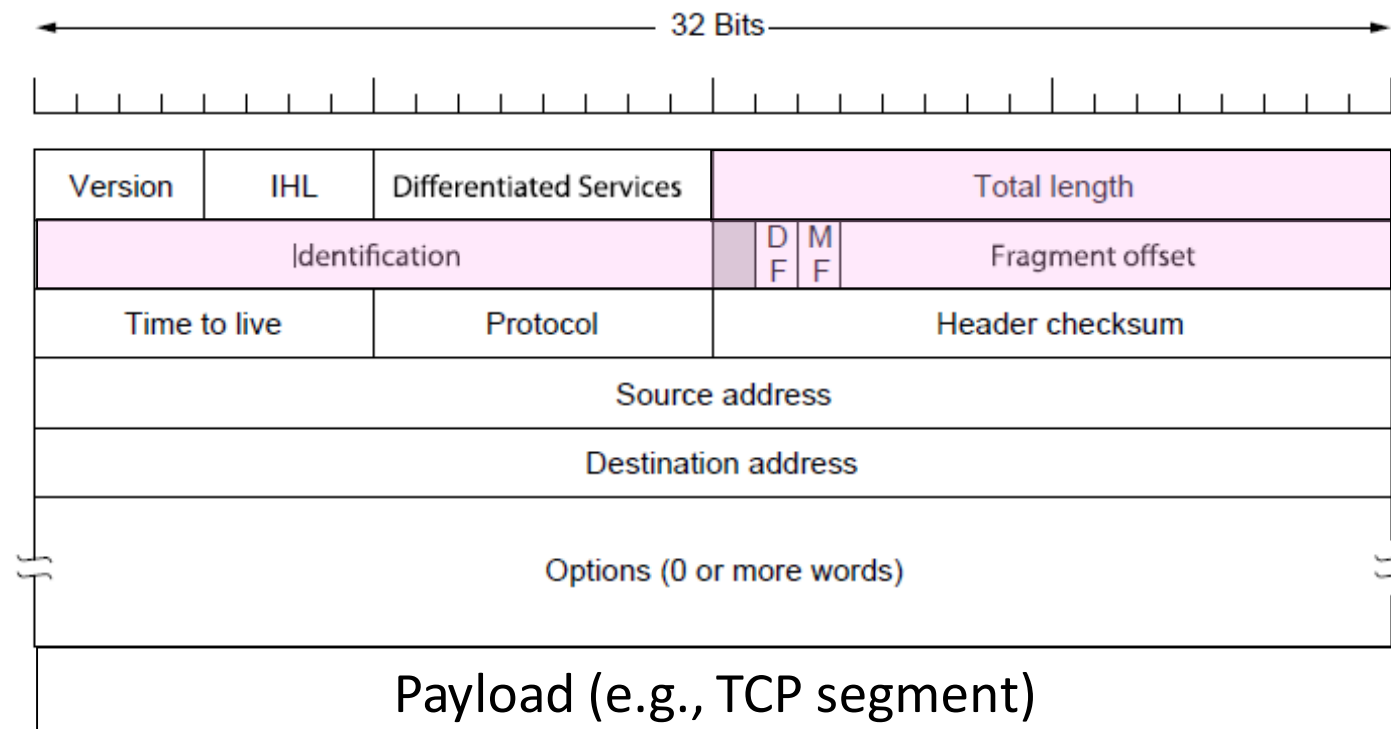 32 Bits
Version IHL Differentiated Services Total length
Identification D F M F Fragment offset
Time to live Protocol Header checksum
Source address
Destination address
Options (0 or more words)
Payload (e.g., TCP segment)